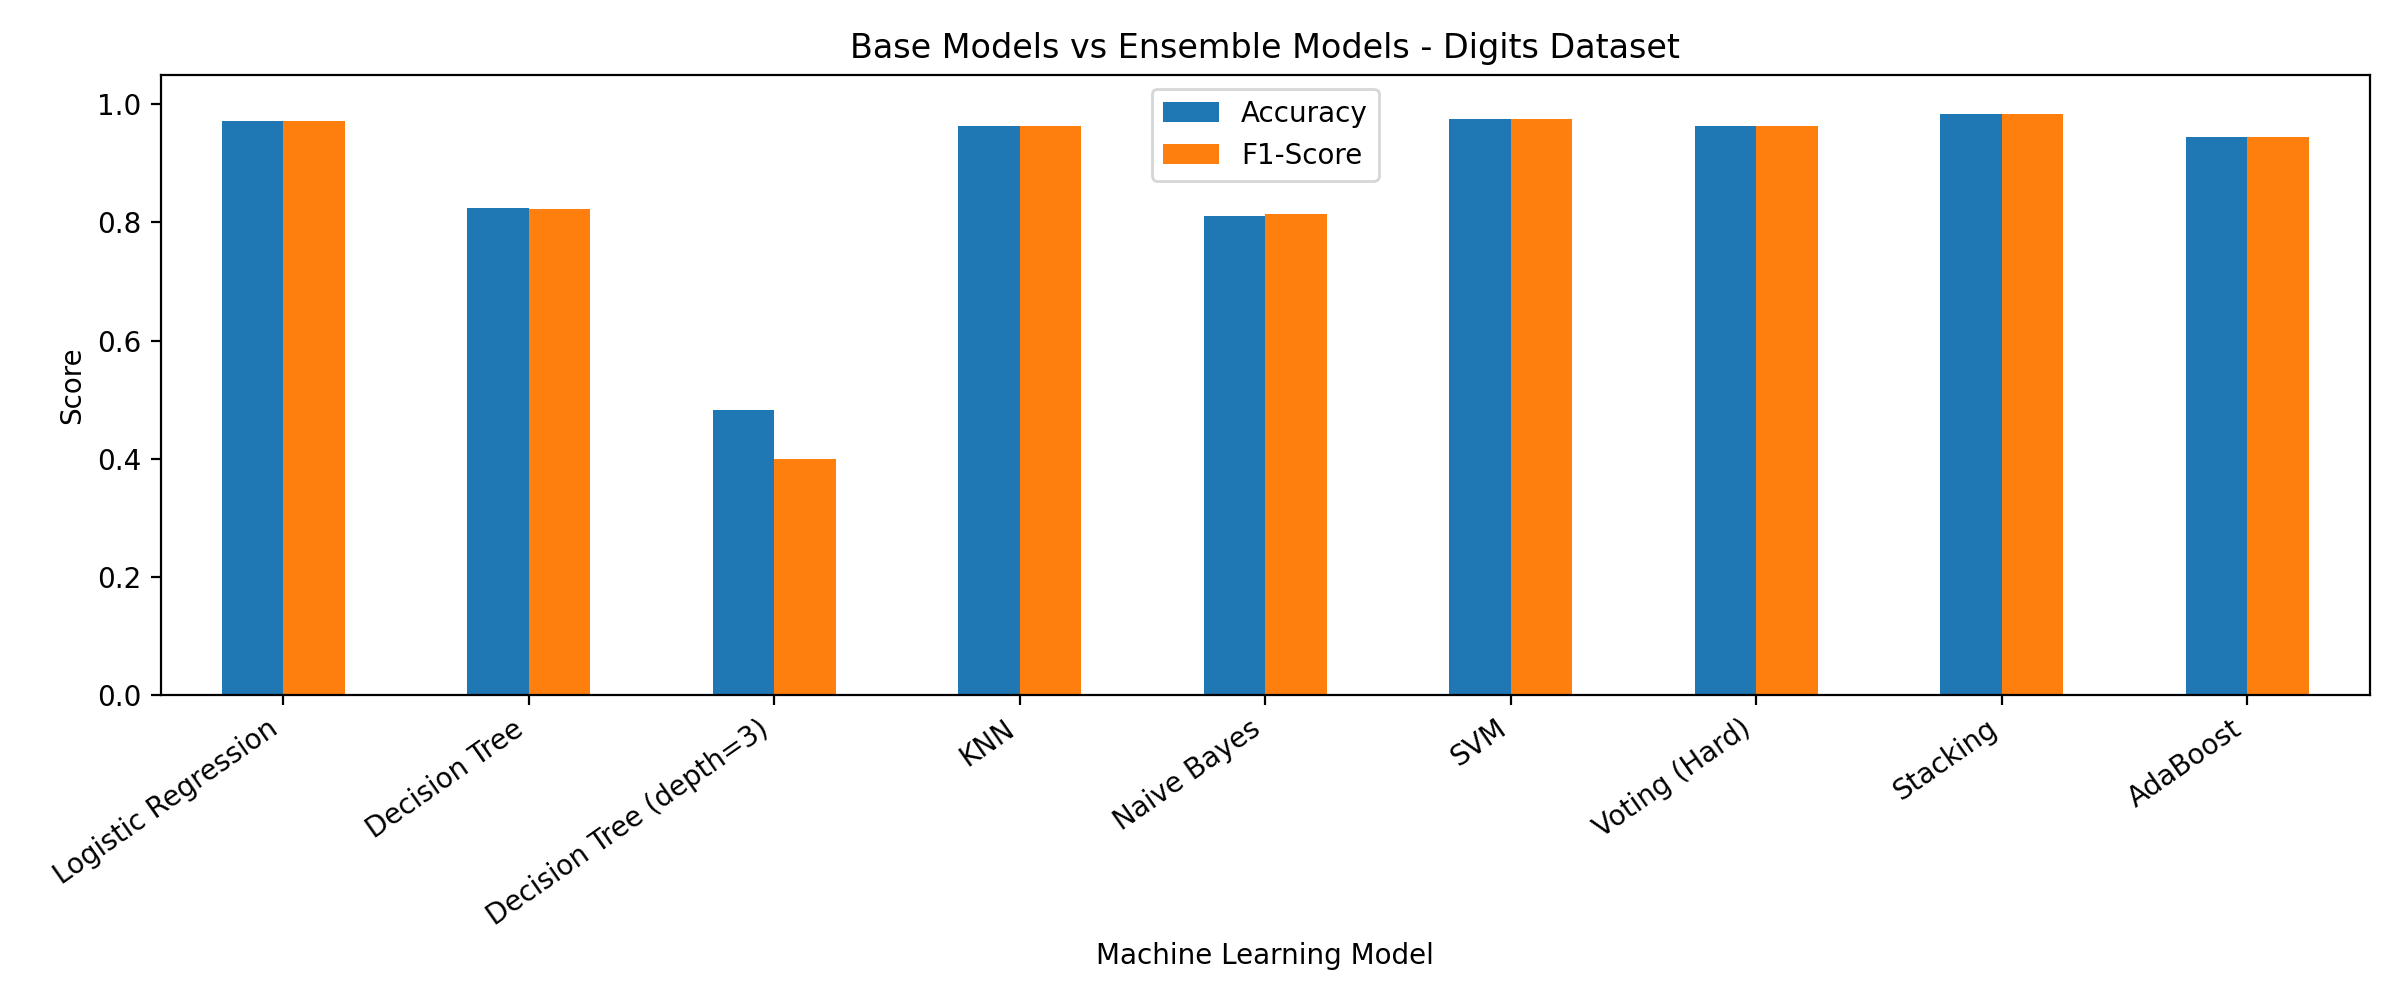 Base Models vs Ensemble Models - Digits Dataset
Accuracy
F1-Score
1.0
0.8
0.6
0.4
0.2
0.0
Score
Logistic Regression
Decision Tree
Decision Tree (depth=3)
KNN
Naive Bayes
SVM
Voting (Hard)
Stacking
AdaBoost
Machine Learning Model